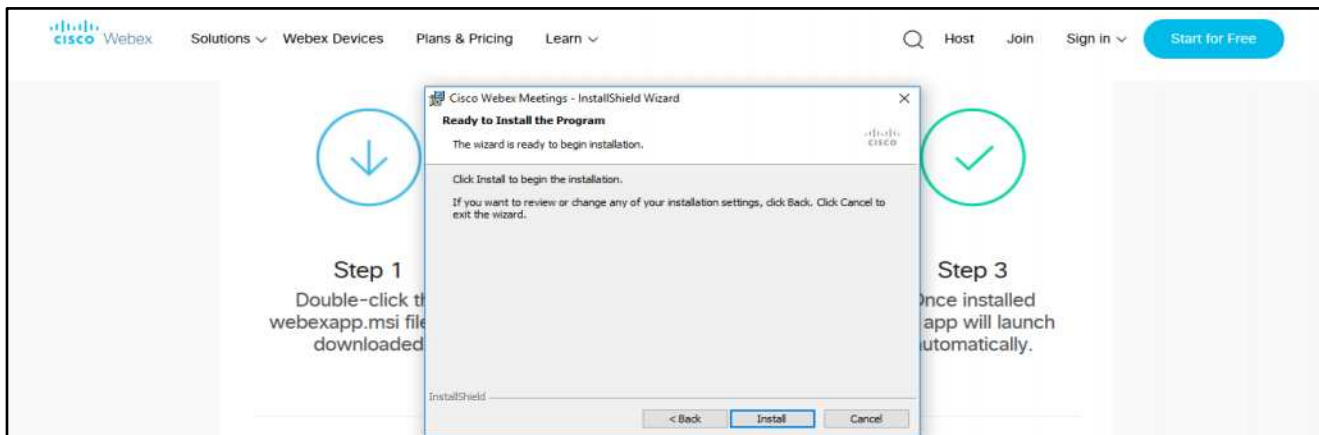 CISCO Webex Solutions Webex Devices Plans & Pricing Learn Host Join Sign in Start for Free
Cisco Webex Meetings - InstallShield Wizard
Ready to Install the Program
The wizard is ready to begin installation.
CISCO
Click Install to begin the installation.
If you want to review or change any of your installation settings, click Back. Click Cancel to
exit the wizard.
Step 1
Double-click
webexapp.msi
downloaded
Step 3
installed
app will launch
automatically.
InstallShield
< Back Install Cancel